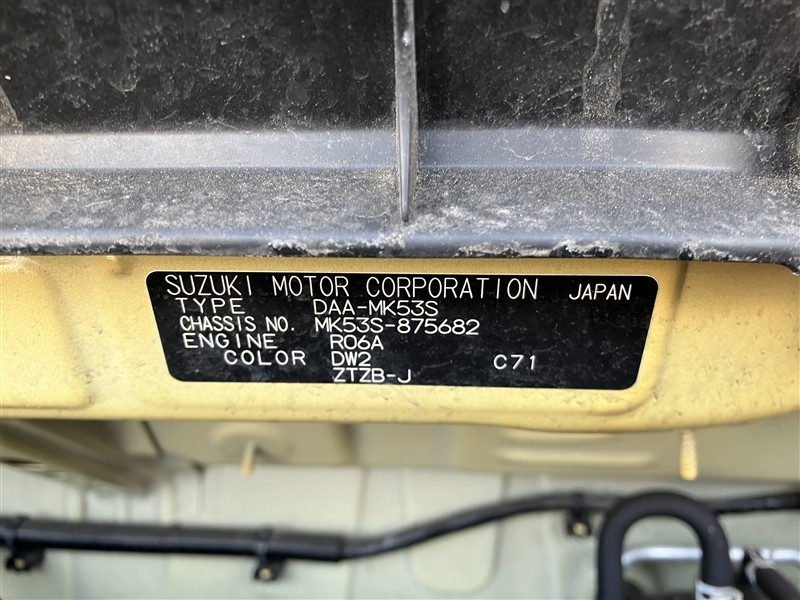 SUZUKI MOTOR CORPORATION JAPAN
TYPE DAA-MK53S
CHASSIS NO. MK53S-875682
ENGINE R06A
COLOR DW2 C71
ZTZB-J